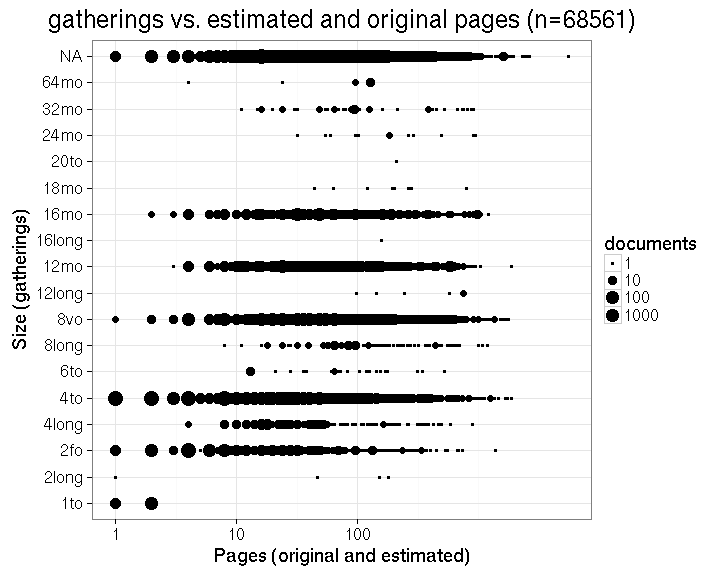 gatherings vs. estimated and original pages (n=68561)
NA
64mo
32mo
24mo
20to
18mo
16mo
16long
12mo
12long
8vo
8long
6to
4to
4long
2fo
2long
1to
Size (gatherings)
1
10
100
Pages (original and estimated)
documents
1
10
100
1000